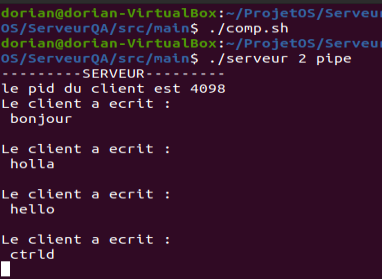 dorian@dorian-VirtualBox:~/ProjetOS/Serveur
OS/ServeurQA/src/main$ ./comp.sh
dorian@dorian-VirtualBox:~/ProjetOS/Serveur
OS/ServeurQA/src/main$ ./serveur 2 pipe
---------SERVEUR---------
le pid du client est 4098
Le client a ecrit :
 bonjour
Le client a ecrit :
 holla
Le client a ecrit :
 hello
Le client a ecrit :
 ctrld